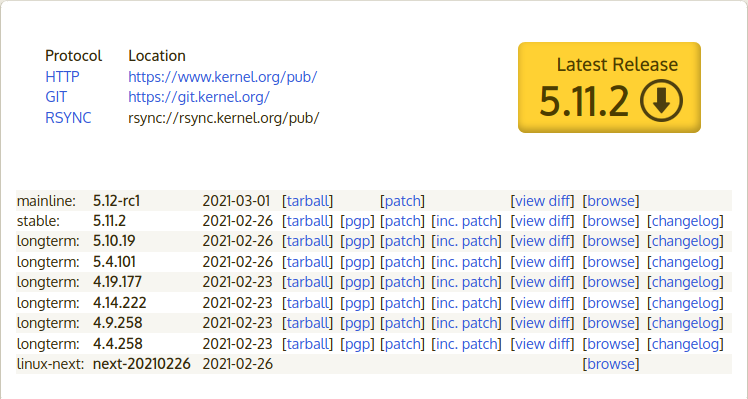 Protocol Location
HTTP https://www.kernel.org/pub/
GIT https://git.kernel.org/
RSYNC rsync://rsync.kernel.org/pub/
Latest Release
5.11.2
mainline: 5.12-rc1 2021-03-01 [tarball] [patch] [view diff] [browse]
stable: 5.11.2 2021-02-26 [tarball] [pgp] [patch] [inc. patch] [view diff] [browse] [changelog]
longterm: 5.10.19 2021-02-26 [tarball] [pgp] [patch] [inc. patch] [view diff] [browse] [changelog]
longterm: 5.4.101 2021-02-26 [tarball] [pgp] [patch] [inc. patch] [view diff] [browse] [changelog]
longterm: 4.19.177 2021-02-23 [tarball] [pgp] [patch] [inc. patch] [view diff] [browse] [changelog]
longterm: 4.14.222 2021-02-23 [tarball] [pgp] [patch] [inc. patch] [view diff] [browse] [changelog]
longterm: 4.9.258 2021-02-23 [tarball] [pgp] [patch] [inc. patch] [view diff] [browse] [changelog]
longterm: 4.4.258 2021-02-23 [tarball] [pgp] [patch] [inc. patch] [view diff] [browse] [changelog]
linux-next: next-20210226 2021-02-26 [browse]